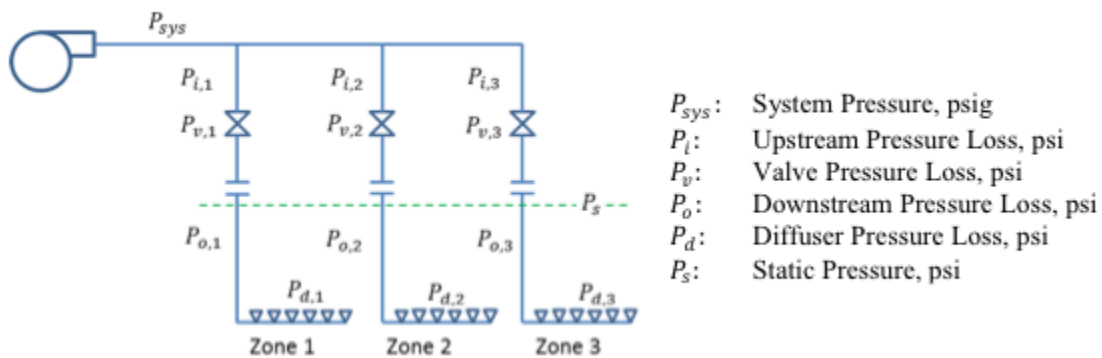 P_sys
P_i,1 P_i,2 P_i,3
P_v,1 P_v,2 P_v,3
P_s
P_o,1 P_o,2 P_o,3
P_d,1 P_d,2 P_d,3
Zone 1 Zone 2 Zone 3
P_sys: System Pressure, psig
P_i: Upstream Pressure Loss, psi
P_v: Valve Pressure Loss, psi
P_o: Downstream Pressure Loss, psi
P_d: Diffuser Pressure Loss, psi
P_s: Static Pressure, psi